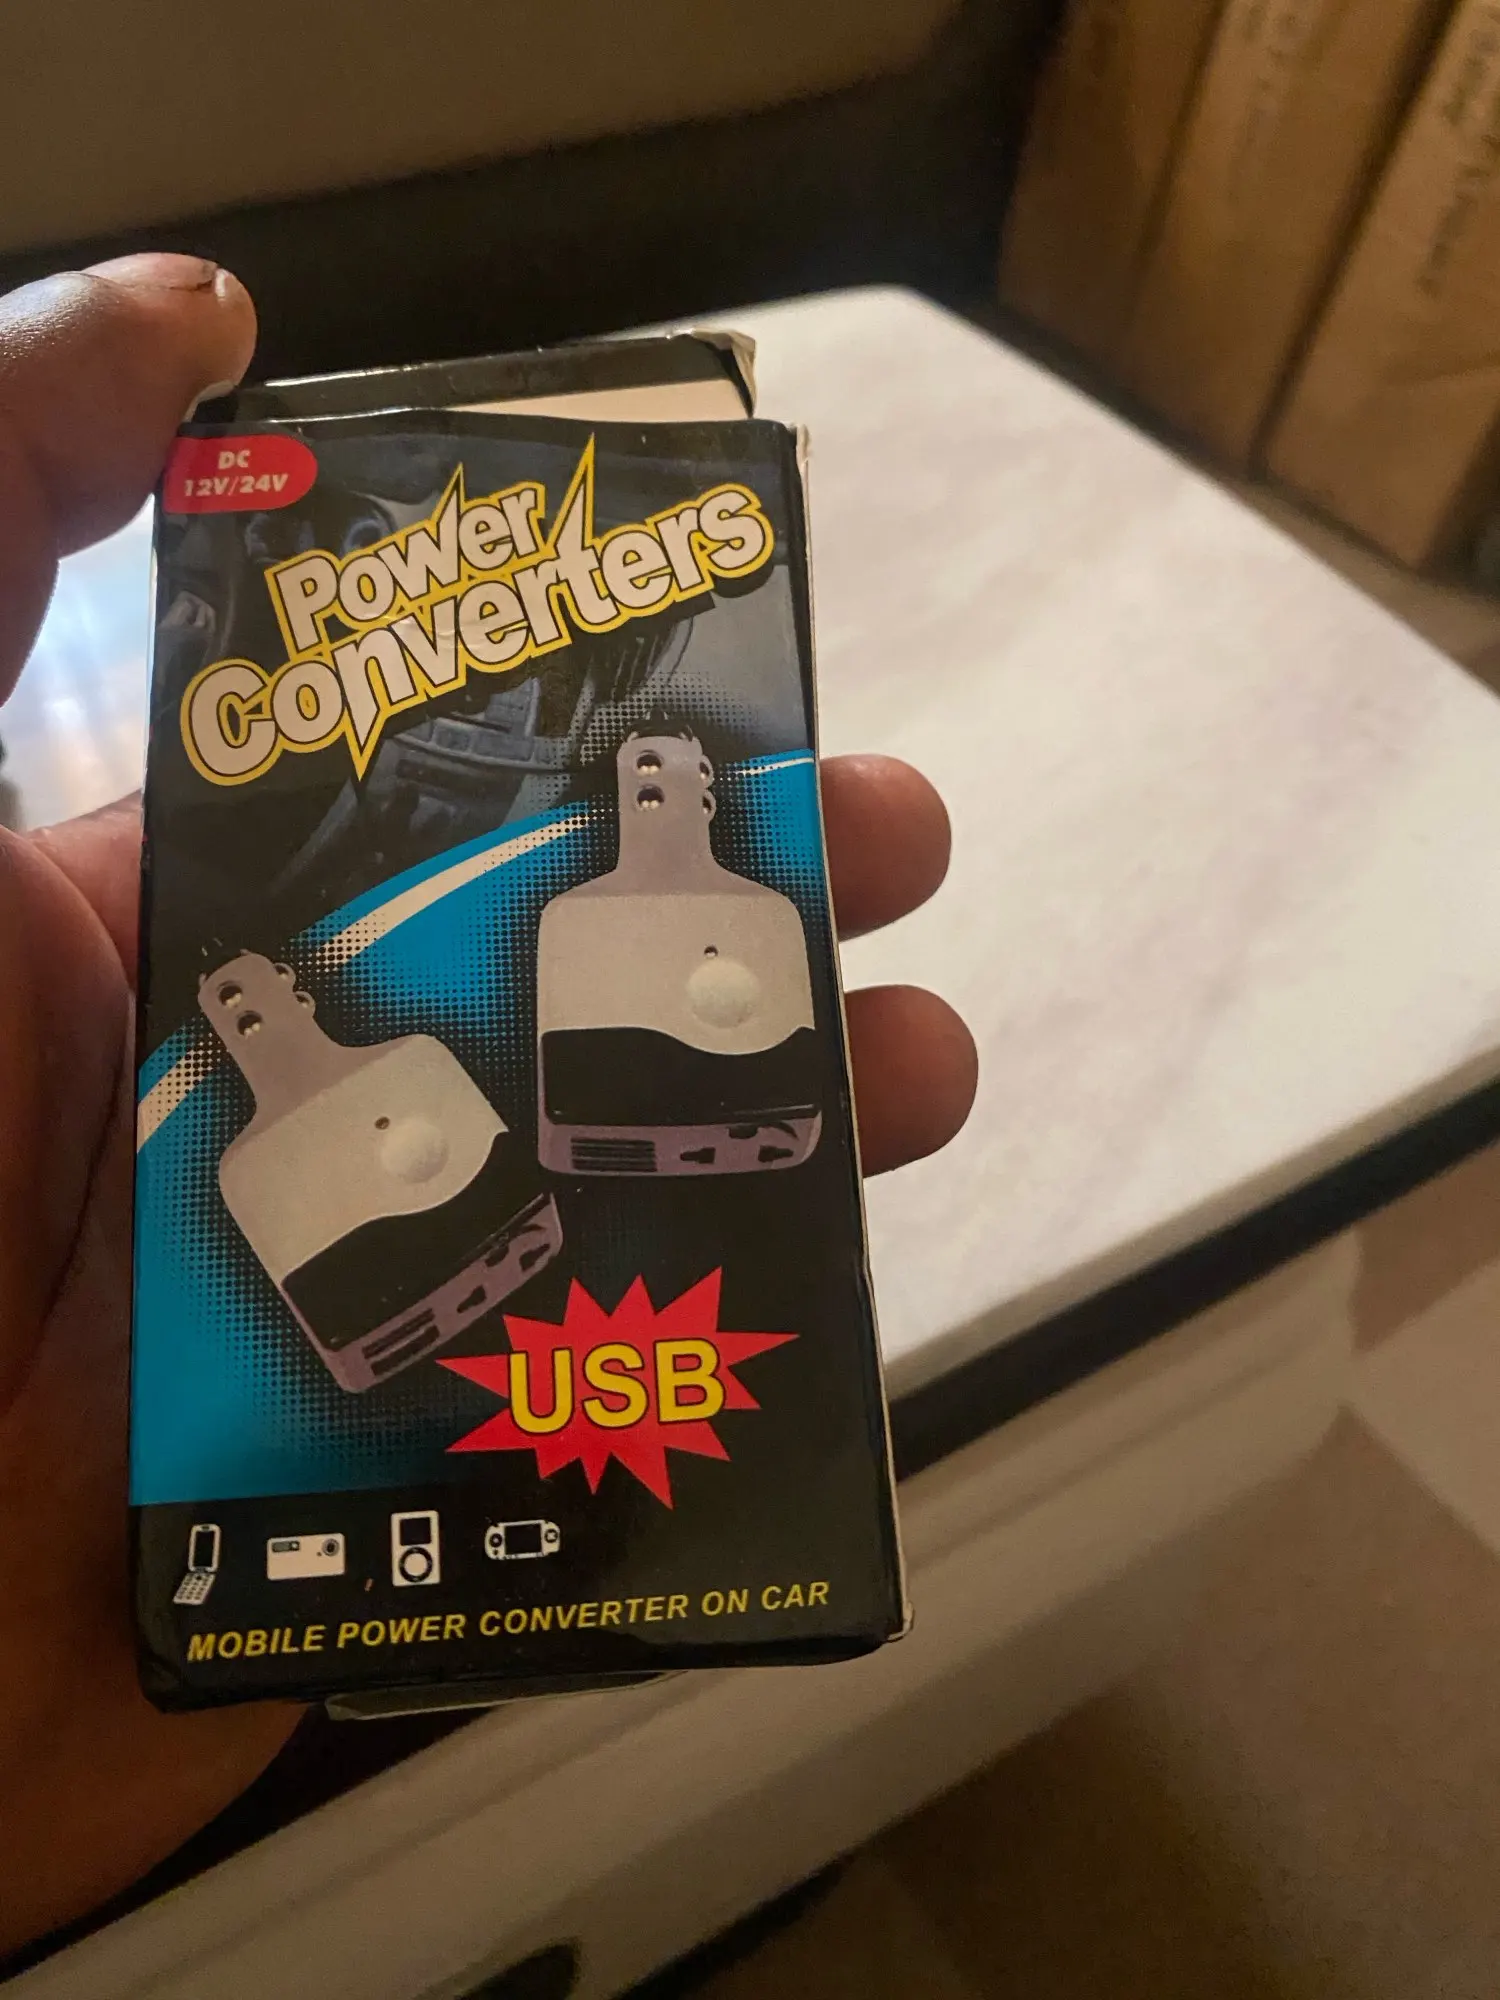 DC
12V/24V
Power
Converters
USB
MOBILE POWER CONVERTER ON CAR